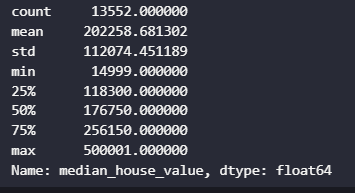 count 13552.000000
mean 202258.681302
std 112074.451189
min 14999.000000
25% 118300.000000
50% 176750.000000
75% 256150.000000
max 500001.000000
Name: median_house_value, dtype: float64